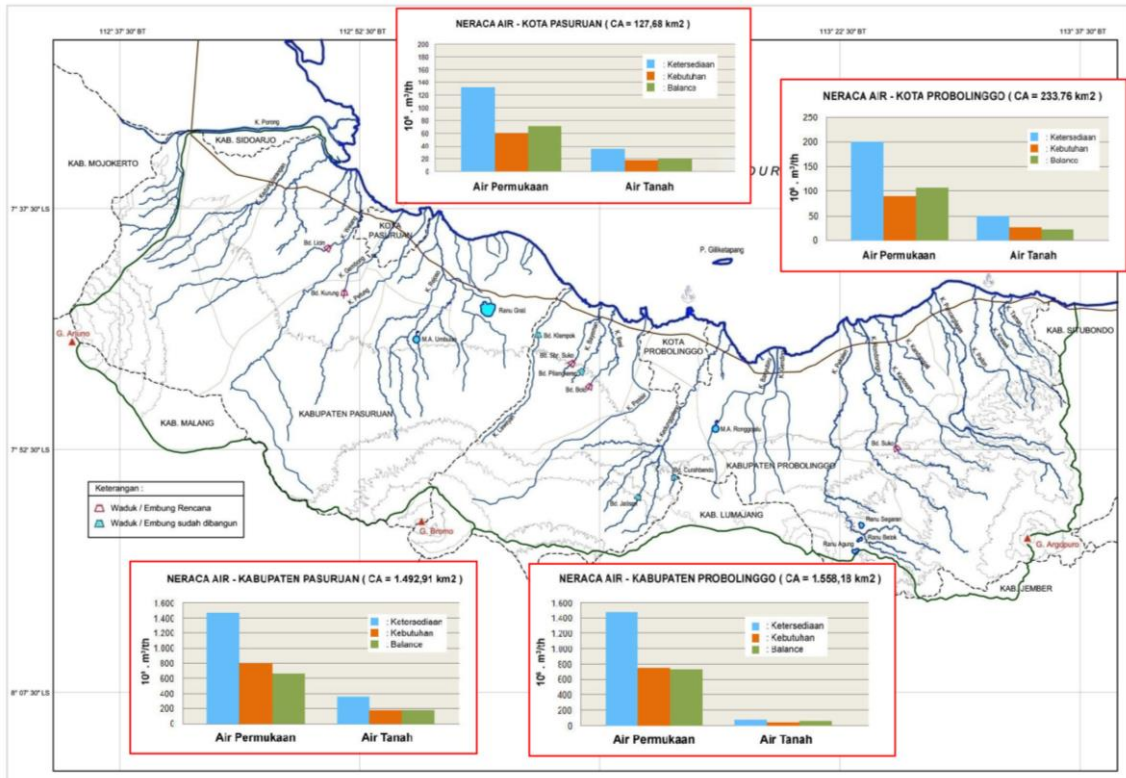 112° 37' 30" BT
112° 52' 30" BT
113° 22' 30" BT
113° 37' 30" BT
NERACA AIR - KOTA PASURUAN ( CA = 127,68 km2)
10⁶ . m³/th
200
180
160
140
120
100
80
60
40
20
0
: Ketersediaan
: Kebutuhan
: Balance
Air Permukaan
Air Tanah
NERACA AIR - KOTA PROBOLINGGO ( CA = 233,76 km2)
10⁶ . m³/th
250
200
150
100
50
0
: Ketersediaan
: Kebutuhan
: Balance
Air Permukaan
Air Tanah
K. Porong
KAB. SIDOARJO
KAB. MOJOKERTO
7° 37' 30" LS
KOTA
PASURUAN
K. Gembong
K. Petung
K. Rejoso
Bd. Licin
Bd. Kurung
P. Giliketapang
Ranu Grati
M.A. Umbulan
G. Arjuno
Bd. Klampok
Bd. Sbr. Suko
Bd. Boto
KOTA
PROBOLINGGO
KAB. SITUBONDO
KABUPATEN PASURUAN
KAB. MALANG
M.A. Ronggojalu
KABUPATEN PROBOLINGGO
Bd. Suko
7° 52' 30" LS
Bd. Curahbendo
KAB. LUMAJANG
Keterangan :
Waduk / Embung Rencana
Waduk / Embung sudah dibangun
G. Bromo
Ranu Segaran
Ranu Betok
Ranu Agung
G. Argopuro
KAB. JEMBER
NERACA AIR - KABUPATEN PASURUAN ( CA = 1.492,91 km2)
10⁶ . m³/th
1.600
1.400
1.200
1.000
800
600
400
200
0
: Ketersediaan
: Kebutuhan
: Balance
Air Permukaan
Air Tanah
NERACA AIR - KABUPATEN PROBOLINGGO ( CA = 1.558,18 km2)
10⁶ . m³/th
1.600
1.400
1.200
1.000
800
600
400
200
0
: Ketersediaan
: Kebutuhan
: Balance
Air Permukaan
Air Tanah
8° 07' 30" LS